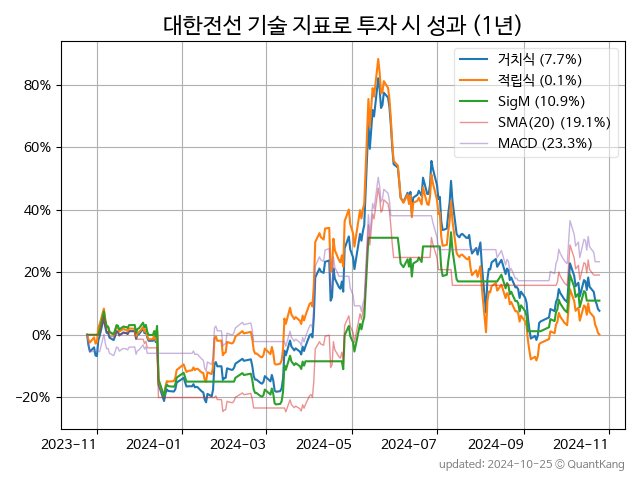 대한전선 기술 지표로 투자 시 성과 (1년)
거치식 (7.7%)
적립식 (0.1%)
SigM (10.9%)
SMA(20) (19.1%)
MACD (23.3%)
80%
60%
40%
20%
0%
−20%
2023−11 2024−01 2024−03 2024−05 2024−07 2024−09 2024−11
updated: 2024-10-25 © QuantKang